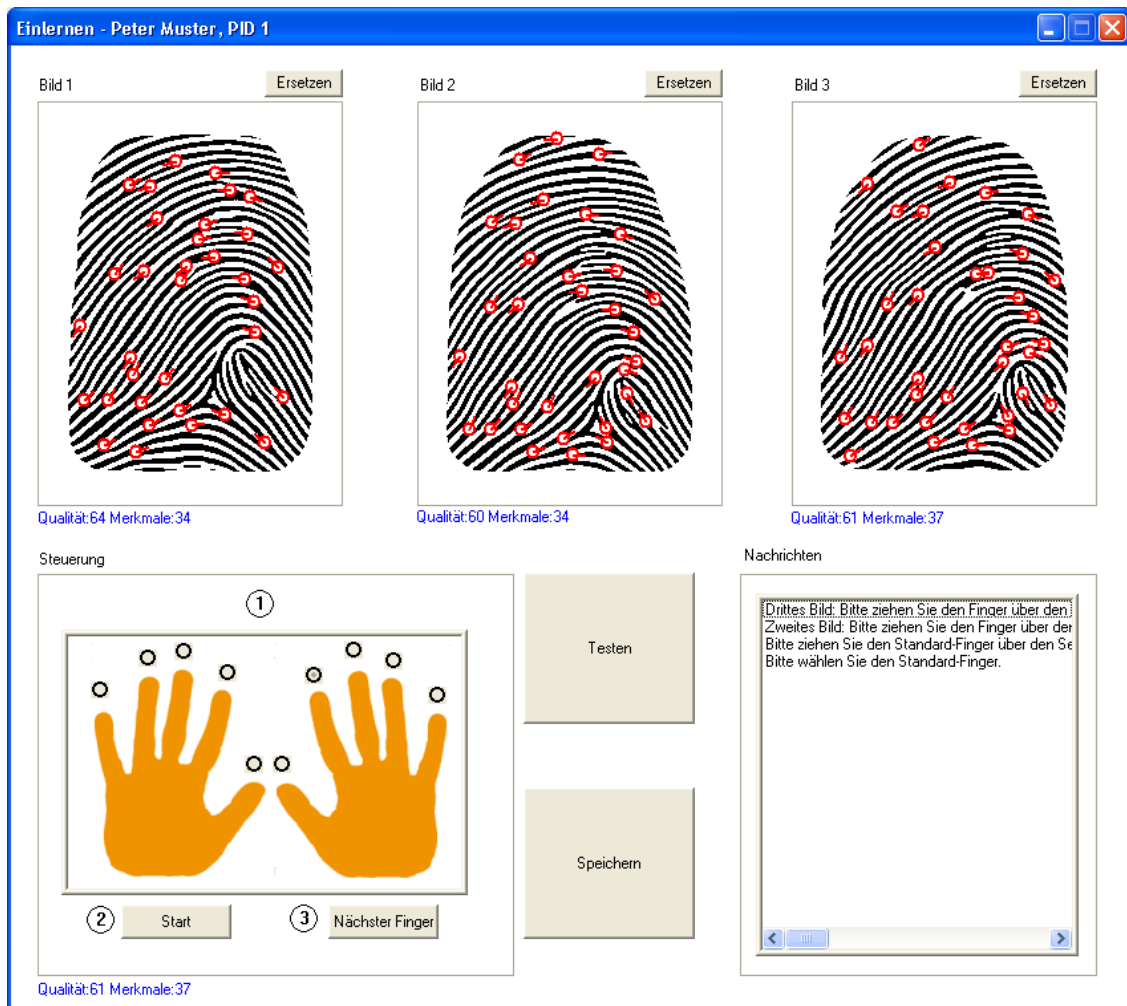 Einlernen - Peter Muster, PID 1
Bild 1
Ersetzen
Bild 2
Ersetzen
Bild 3
Ersetzen
Qualität:64 Merkmale:34
Qualität:60 Merkmale:34
Qualität:61 Merkmale:37
Steuerung
1
2
Start
3
Nächster Finger
Qualität:61 Merkmale:37
Testen
Speichern
Nachrichten
Drittes Bild: Bitte ziehen Sie den Finger über den
Zweites Bild: Bitte ziehen Sie den Finger über der
Bitte ziehen Sie den Standard-Finger über den Se
Bitte wählen Sie den Standard-Finger.